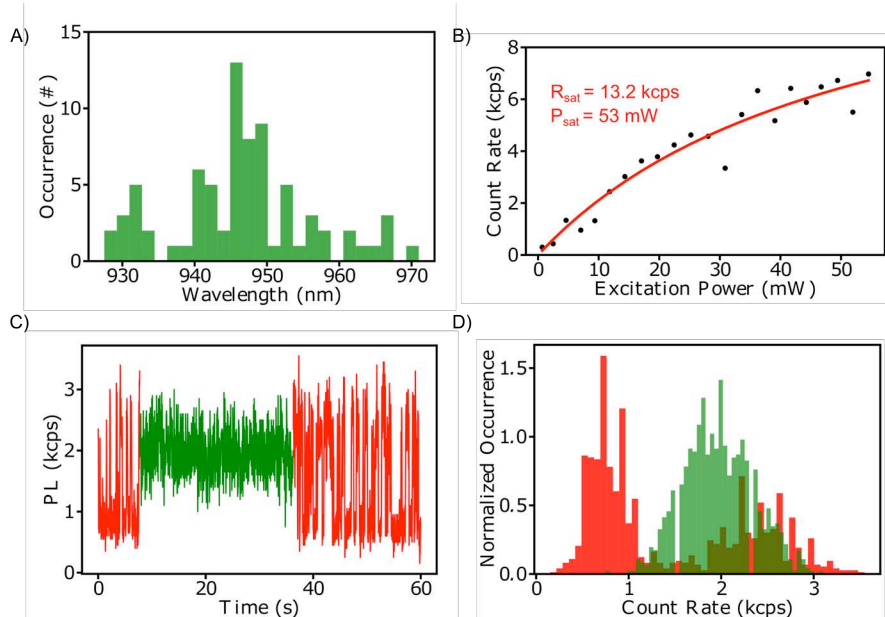 A)
15
10
5
0
Occurrence (#)
930 940 950 960 970
Wavelength (nm)
B)
8
6
4
2
0
Count Rate (kcps)
R_sat = 13.2 kcps
P_sat = 53 mW
0 10 20 30 40 50
Excitation Power (mW)
C)
3
2
1
0
PL (kcps)
0 20 40 60
Time (s)
D)
1.5
1.0
0.5
0.0
Normalized Occurrence
0 1 2 3
Count Rate (kcps)